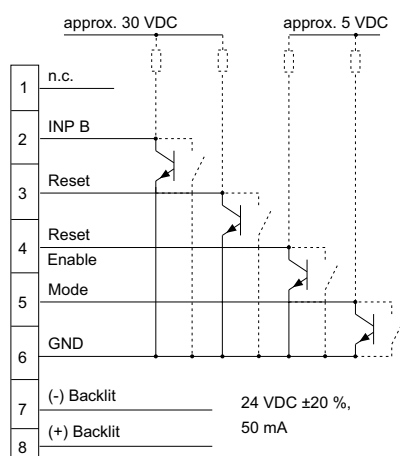 approx. 30 VDC
approx. 5 VDC
1
n.c.
2
INP B
3
Reset
4
Reset
Enable
5
Mode
6
GND
7
(-) Backlit
24 VDC ±20 %,
50 mA
8
(+) Backlit